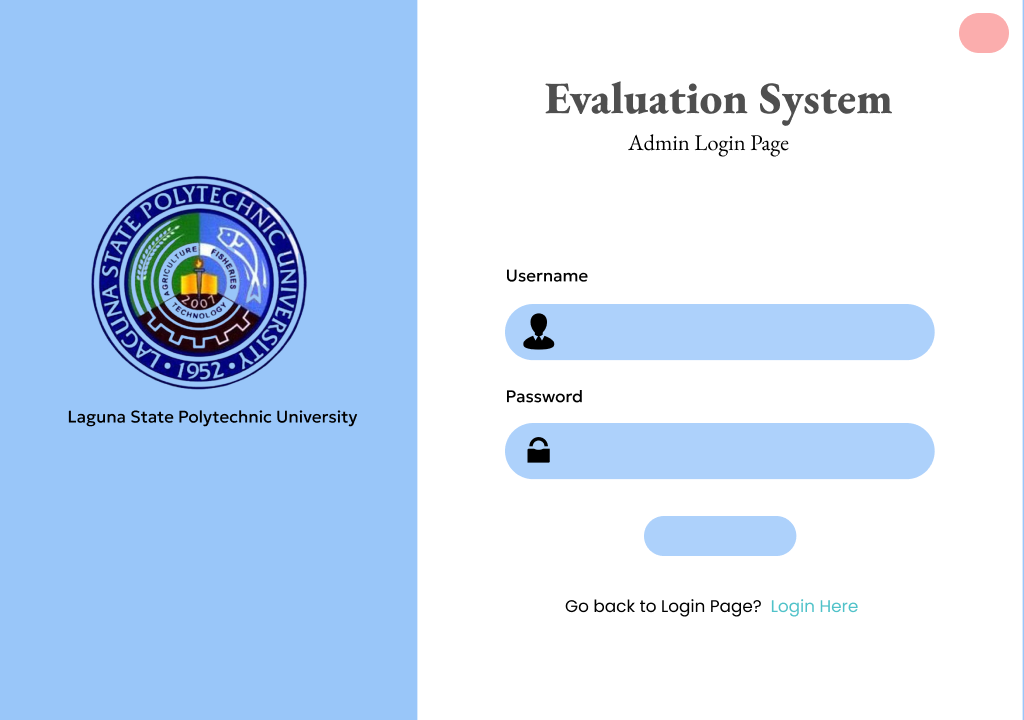 LAGUNA STATE POLYTECHNIC UNIVERSITY
• 1952 •
AGRICULTURE
FISHERIES
2007
TECHNOLOGY
Laguna State Polytechnic University
Evaluation System
Admin Login Page
Username
Password
Go back to Login Page? Login Here